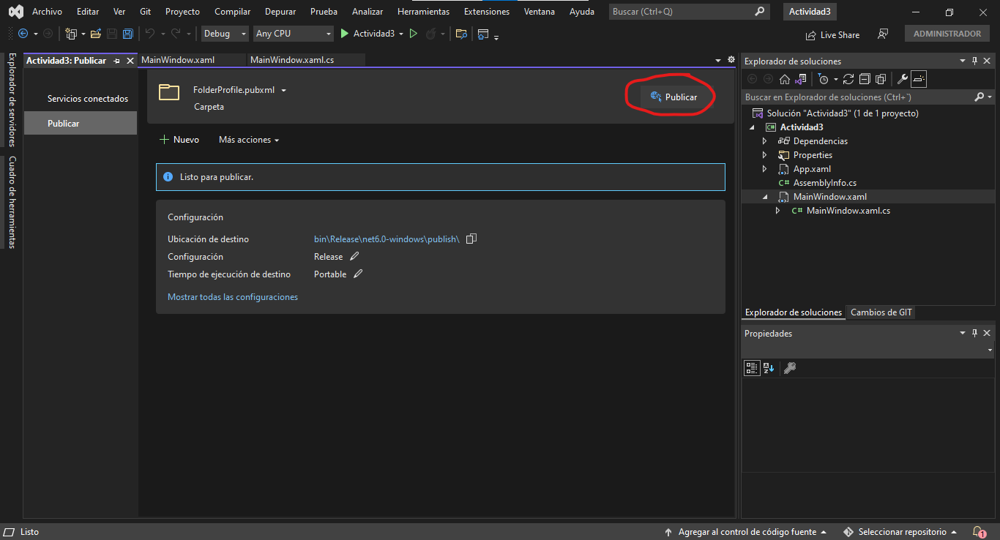 Archivo Editar Ver Git Proyecto Compilar Depurar Prueba Analizar Herramientas Extensiones Ventana Ayuda Buscar (Ctrl+Q) Actividad3
Debug Any CPU Actividad3 Live Share ADMINISTRADOR
Explorador de servidores
Cuadro de herramientas
Actividad3: Publicar MainWindow.xaml MainWindow.xaml.cs
Servicios conectados
Publicar
FolderProfile.pubxml
Carpeta
Publicar
Nuevo Más acciones
Listo para publicar.
Configuración
Ubicación de destino bin\Release\net6.0-windows\publish\
Configuración Release
Tiempo de ejecución de destino Portable
Mostrar todas las configuraciones
Explorador de soluciones
Buscar en Explorador de soluciones (Ctrl+`)
Solución "Actividad3" (1 de 1 proyecto)
C# Actividad3
Dependencias
Properties
App.xaml
C# AssemblyInfo.cs
MainWindow.xaml
C# MainWindow.xaml.cs
Explorador de soluciones Cambios de GIT
Propiedades
Listo Agregar al control de código fuente Seleccionar repositorio 1